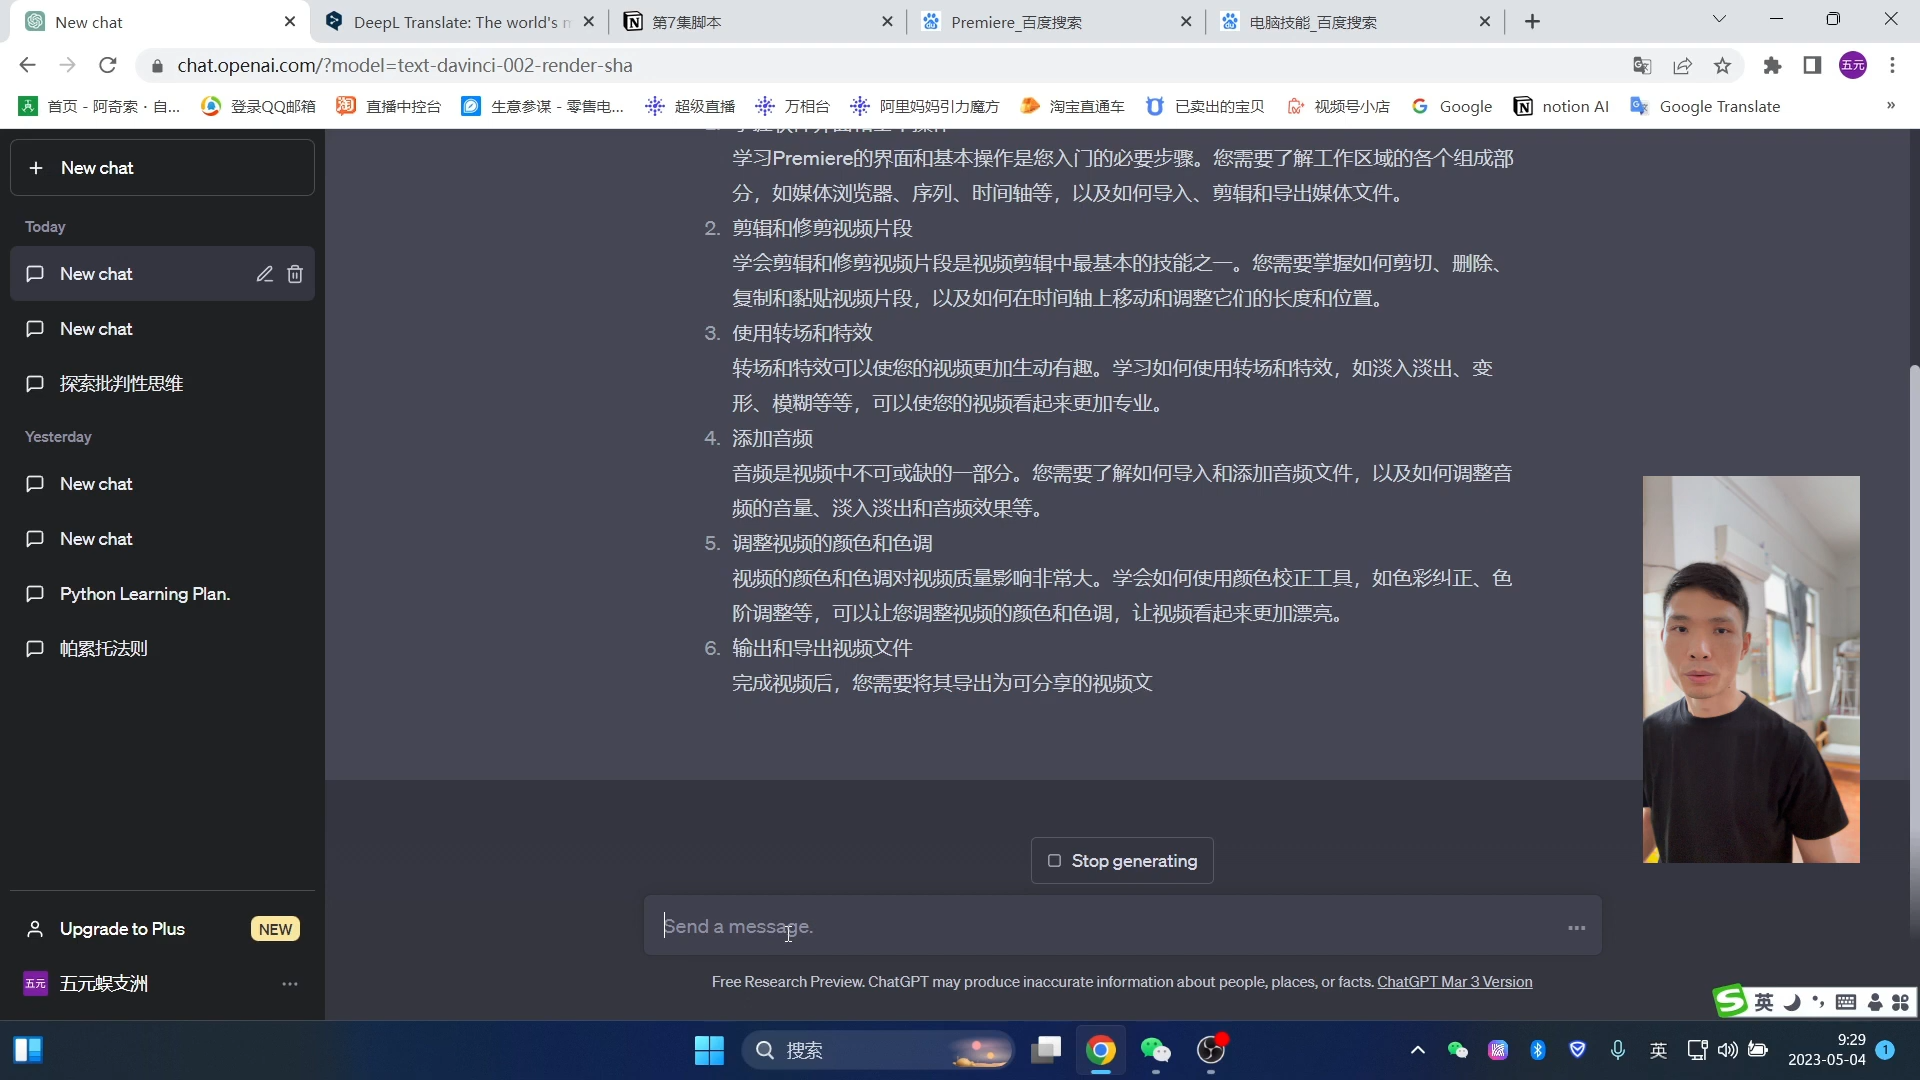 New chat
DeepL Translate: The world's
第7集脚本
Premiere_百度搜索
电脑技能_百度搜索
chat.openai.com/?model=text-davinci-002-render-sha
五元
首页 - 阿奇索 · 自...
登录QQ邮箱
直播中控台
生意参谋 - 零售电...
超级直播
万相台
阿里妈妈引力魔方
淘宝直通车
已卖出的宝贝
视频号小店
Google
notion AI
Google Translate
»
+ New chat
Today
New chat
New chat
探索批判性思维
Yesterday
New chat
New chat
Python Learning Plan.
帕累托法则
Upgrade to Plus
NEW
五元 五元蜈支洲
学习Premiere的界面和基本操作是您入门的必要步骤。您需要了解工作区域的各个组成部
分，如媒体浏览器、序列、时间轴等，以及如何导入、剪辑和导出媒体文件。
2. 剪辑和修剪视频片段
学会剪辑和修剪视频片段是视频剪辑中最基本的技能之一。您需要掌握如何剪切、删除、
复制和黏贴视频片段，以及如何在时间轴上移动和调整它们的长度和位置。
3. 使用转场和特效
转场和特效可以使您的视频更加生动有趣。学习如何使用转场和特效，如淡入淡出、变
形、模糊等等，可以使您的视频看起来更加专业。
4. 添加音频
音频是视频中不可或缺的一部分。您需要了解如何导入和添加音频文件，以及如何调整音
频的音量、淡入淡出和音频效果等。
5. 调整视频的颜色和色调
视频的颜色和色调对视频质量影响非常大。学会如何使用颜色校正工具，如色彩纠正、色
阶调整等，可以让您调整视频的颜色和色调，让视频看起来更加漂亮。
6. 输出和导出视频文件
完成视频后，您需要将其导出为可分享的视频文
Stop generating
Send a message.
Free Research Preview. ChatGPT may produce inaccurate information about people, places, or facts. ChatGPT Mar 3 Version
英
搜索
英
9:29
2023-05-04
1